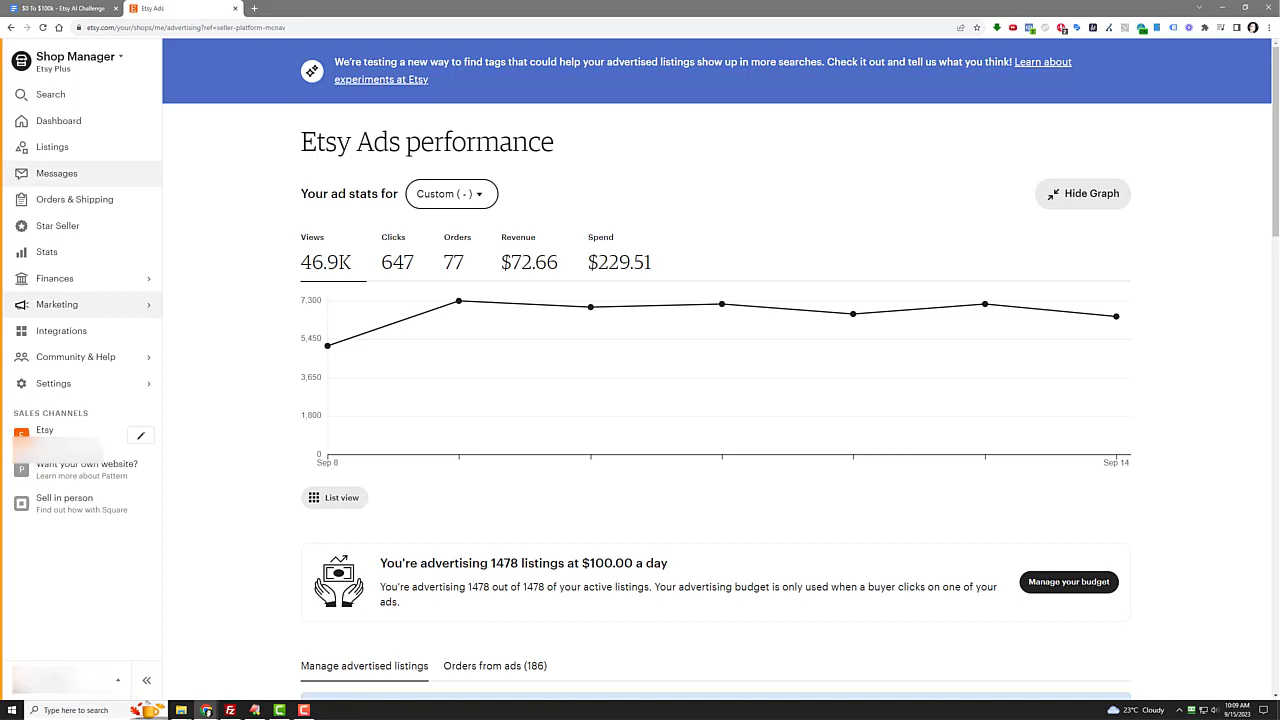 $0 To $100k - Etsy AI Challenge
Etsy Ads
etsy.com/your/shops/me/advertising?ref=seller-platform-mcnav
Shop Manager
Etsy Plus
Search
Dashboard
Listings
Messages
Orders & Shipping
Star Seller
Stats
Finances
Marketing
Integrations
Community & Help
Settings
SALES CHANNELS
Etsy
Want your own website?
P
Learn more about Pattern
Sell in person
Find out how with Square
We're testing a new way to find tags that could help your advertised listings show up in more searches. Check it out and tell us what you think! Learn about
experiments at Etsy
Etsy Ads performance
Your ad stats for Custom ( - )
Hide Graph
Views Clicks Orders Revenue Spend
46.9K 647 77 $72.66 $229.51
7,300
5,450
3,650
1,800
0
Sep 8 Sep 14
List view
You're advertising 1478 listings at $100.00 a day
You're advertising 1478 out of 1478 of your active listings. Your advertising budget is only used when a buyer clicks on one of your
ads.
Manage your budget
Manage advertised listings Orders from ads (186)
Type here to search
Fz
23°C Cloudy
10:09 AM
9/15/2023